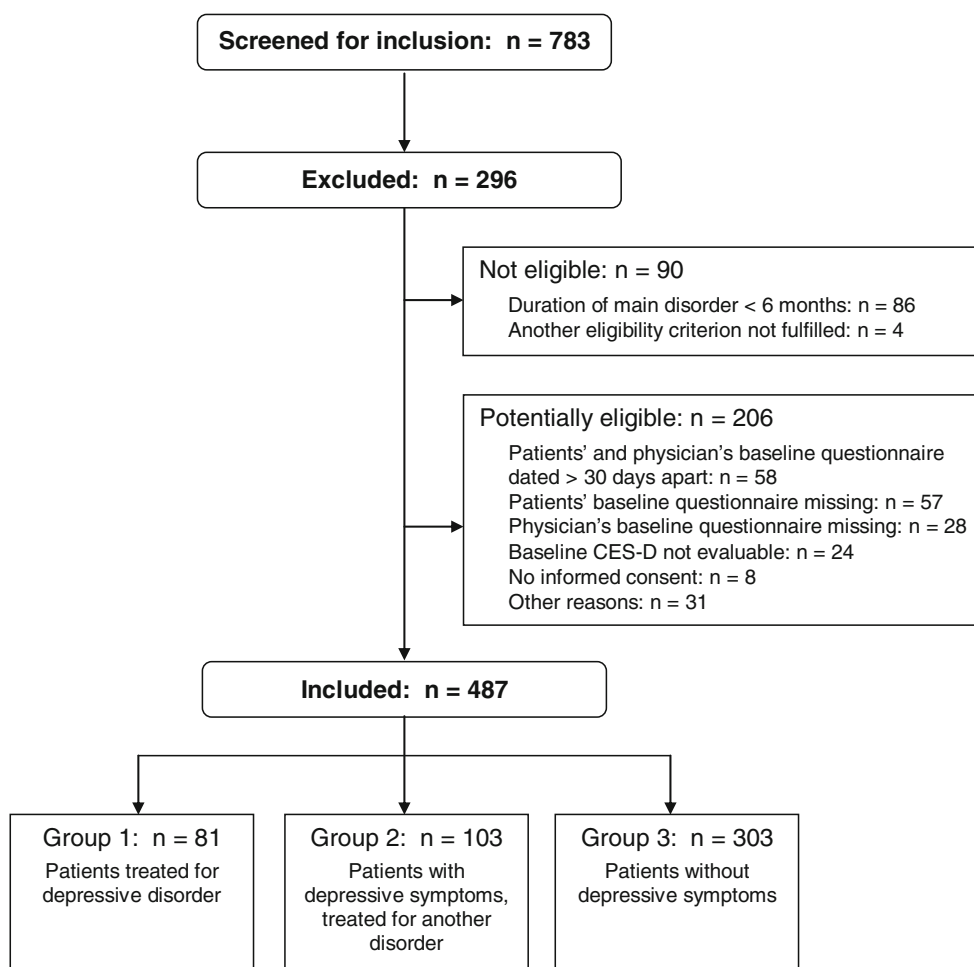 Screened for inclusion: n = 783
Excluded: n = 296
Not eligible: n = 90
Duration of main disorder < 6 months: n = 86
Another eligibility criterion not fulfilled: n = 4
Potentially eligible: n = 206
Patients’ and physician’s baseline questionnaire
dated > 30 days apart: n = 58
Patients’ baseline questionnaire missing: n = 57
Physician’s baseline questionnaire missing: n = 28
Baseline CES-D not evaluable: n = 24
No informed consent: n = 8
Other reasons: n = 31
Included: n = 487
Group 1: n = 81
Patients treated for
depressive disorder
Group 2: n = 103
Patients with
depressive symptoms,
treated for another
disorder
Group 3: n = 303
Patients without
depressive symptoms